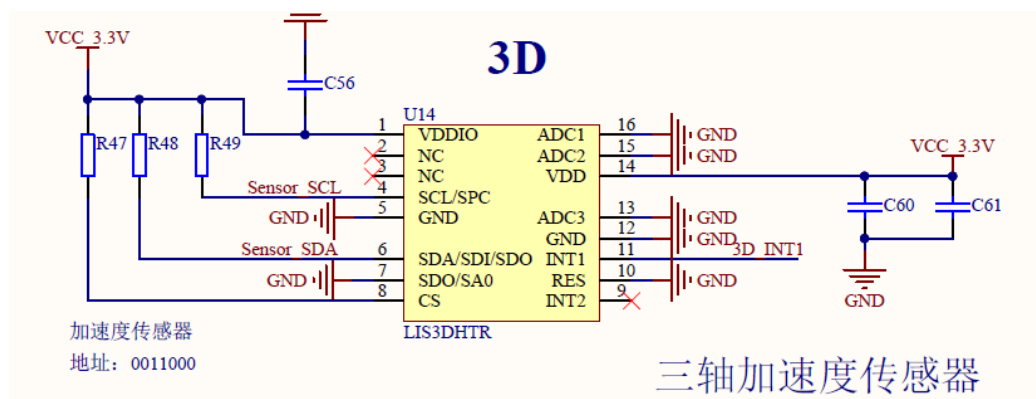 VCC_3.3V
3D
C56
U14
R47
R48
R49
1
VDDIO
ADC1
16
GND
2
NC
ADC2
15
GND
3
NC
VDD
14
VCC_3.3V
Sensor_SCL
4
SCL/SPC
GND
5
GND
ADC3
13
GND
C60
C61
GND
12
GND
Sensor_SDA
6
SDA/SDI/SDO
INT1
11
3D_INT1
GND
7
SDO/SA0
RES
10
GND
8
CS
INT2
9
GND
LIS3DHTR
加速度传感器
地址：0011000
三轴加速度传感器